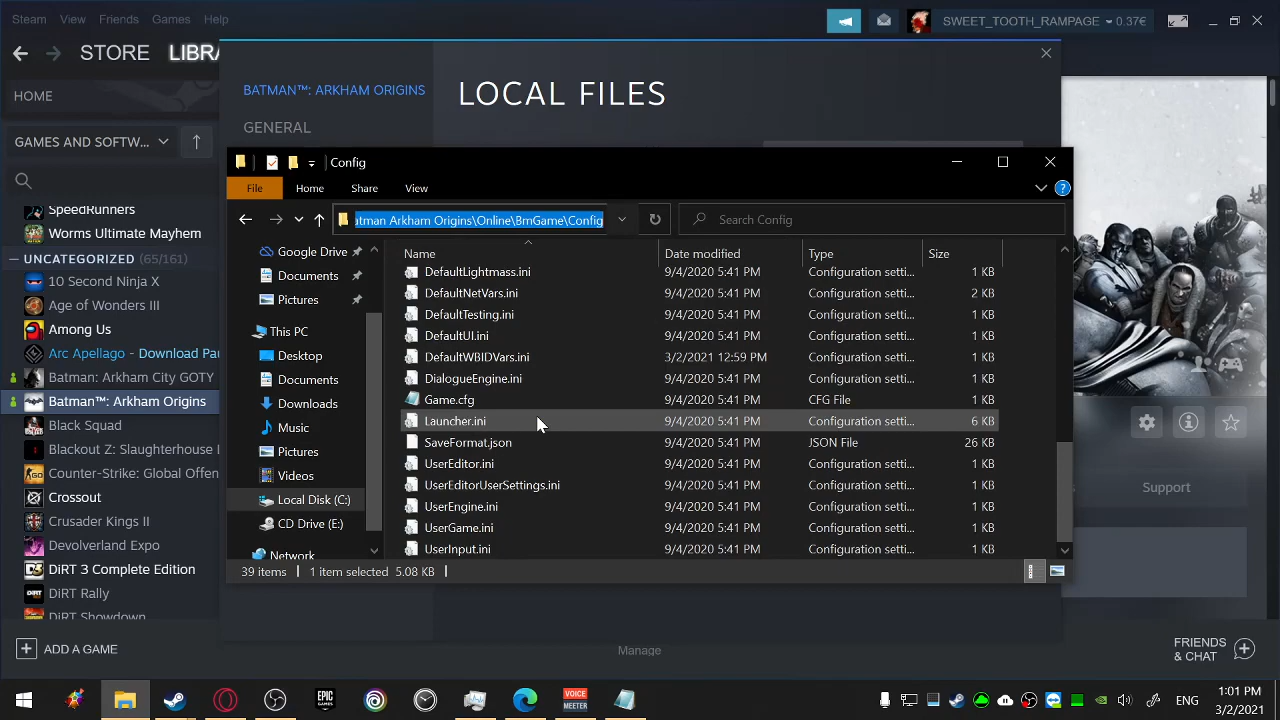 Steam View Friends Games Help
SWEET_TOOTH_RAMPAGE 0.37€
STORE LIBRA
HOME
GAMES AND SOFTW...
SpeedRunners
Worms Ultimate Mayhem
UNCATEGORIZED (65/161)
10 Second Ninja X
Age of Wonders III
Among Us
Arc Apellago - Download Pau
Batman: Arkham City GOTY
Batman™: Arkham Origins
Black Squad
Blackout Z: Slaughterhouse
Counter-Strike: Global Offen
Crossout
Crusader Kings II
Devolverland Expo
DiRT 3 Complete Edition
DiRT Rally
DiRT Showdown
ADD A GAME
BATMAN™: ARKHAM ORIGINS
GENERAL
LOCAL FILES
Config
File Home Share View
atman Arkham Origins\Online\BmGame\Config
Search Config
Google Drive
Documents
Pictures
This PC
Desktop
Documents
Downloads
Music
Pictures
Videos
Local Disk (C:)
CD Drive (E:)
Network
Name Date modified Type Size
DefaultLightmass.ini 9/4/2020 5:41 PM Configuration setti... 1 KB
DefaultNetVars.ini 9/4/2020 5:41 PM Configuration setti... 2 KB
DefaultTesting.ini 9/4/2020 5:41 PM Configuration setti... 1 KB
DefaultUI.ini 9/4/2020 5:41 PM Configuration setti... 1 KB
DefaultWBIDVars.ini 3/2/2021 12:59 PM Configuration setti... 1 KB
DialogueEngine.ini 9/4/2020 5:41 PM Configuration setti... 1 KB
Game.cfg 9/4/2020 5:41 PM CFG File 1 KB
Launcher.ini 9/4/2020 5:41 PM Configuration setti... 6 KB
SaveFormat.json 9/4/2020 5:41 PM JSON File 26 KB
UserEditor.ini 9/4/2020 5:41 PM Configuration setti... 1 KB
UserEditorUserSettings.ini 9/4/2020 5:41 PM Configuration setti... 1 KB
UserEngine.ini 9/4/2020 5:41 PM Configuration setti... 1 KB
UserGame.ini 9/4/2020 5:41 PM Configuration setti... 1 KB
UserInput.ini 9/4/2020 5:41 PM Configuration setti... 1 KB
39 items 1 item selected 5.08 KB
Support
Manage
FRIENDS
& CHAT
EPIC
GAMES
VOICE
MEETER
ENG
1:01 PM
3/2/2021